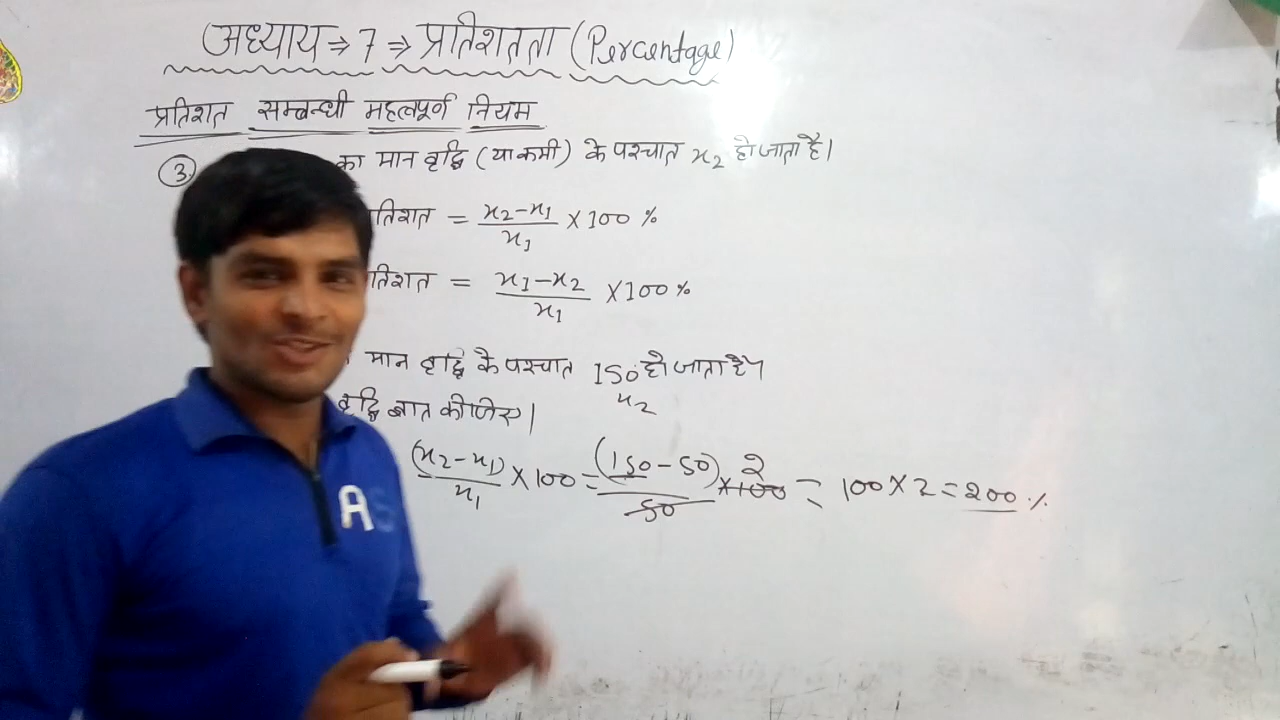 अध्याय ⇒ 7 ⇒ प्रतिशतता (Percentage)
प्रतिशत सम्बन्धी महत्वपूर्ण नियम
3. का मान वृद्धि (या कमी) के पश्चात x2 हो जाता है।
तिशत = x2-x1/x1 × 100 %
तिशत = x1-x2/x1 × 100 %
मान वृद्धि के पश्चात 150 हो जाता है।
x2
वृद्धि ज्ञात कीजिए।
(x2-x1)/x1 × 100 = (150-50)/50 × 100 2 = 100 × 2 = 200 %
A